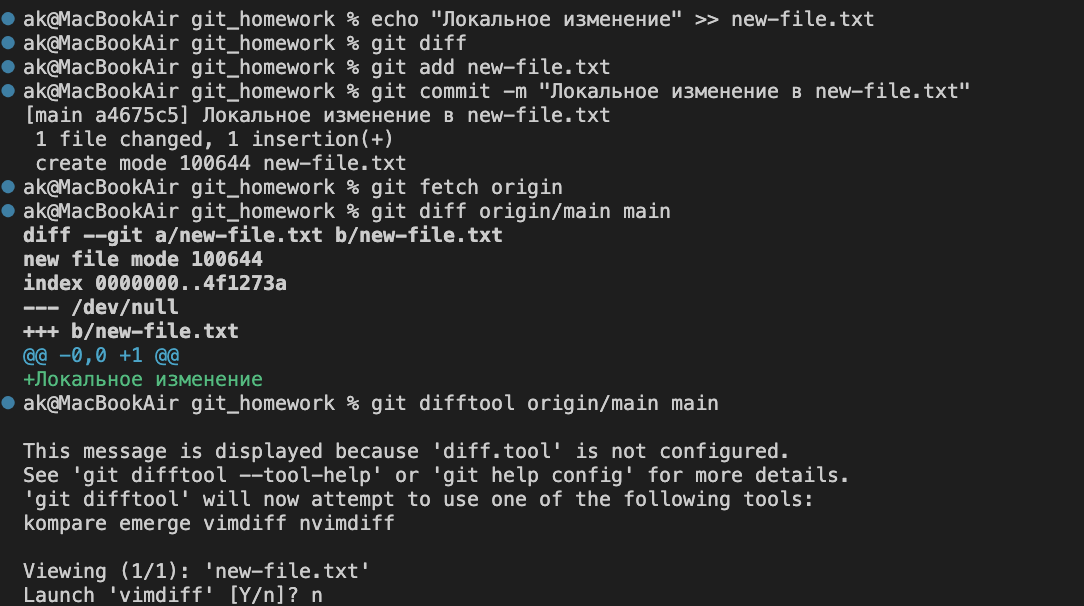 ak@MacBookAir git_homework % echo "Локальное изменение" >> new-file.txt
ak@MacBookAir git_homework % git diff
ak@MacBookAir git_homework % git add new-file.txt
ak@MacBookAir git_homework % git commit -m "Локальное изменение в new-file.txt"
[main a4675c5] Локальное изменение в new-file.txt
 1 file changed, 1 insertion(+)
 create mode 100644 new-file.txt
ak@MacBookAir git_homework % git fetch origin
ak@MacBookAir git_homework % git diff origin/main main
diff --git a/new-file.txt b/new-file.txt
new file mode 100644
index 0000000..4f1273a
--- /dev/null
+++ b/new-file.txt
@@ -0,0 +1 @@
+Локальное изменение
ak@MacBookAir git_homework % git difftool origin/main main

This message is displayed because 'diff.tool' is not configured.
See 'git difftool --tool-help' or 'git help config' for more details.
'git difftool' will now attempt to use one of the following tools:
kompare emerge vimdiff nvimdiff

Viewing (1/1): 'new-file.txt'
Launch 'vimdiff' [Y/n]? n